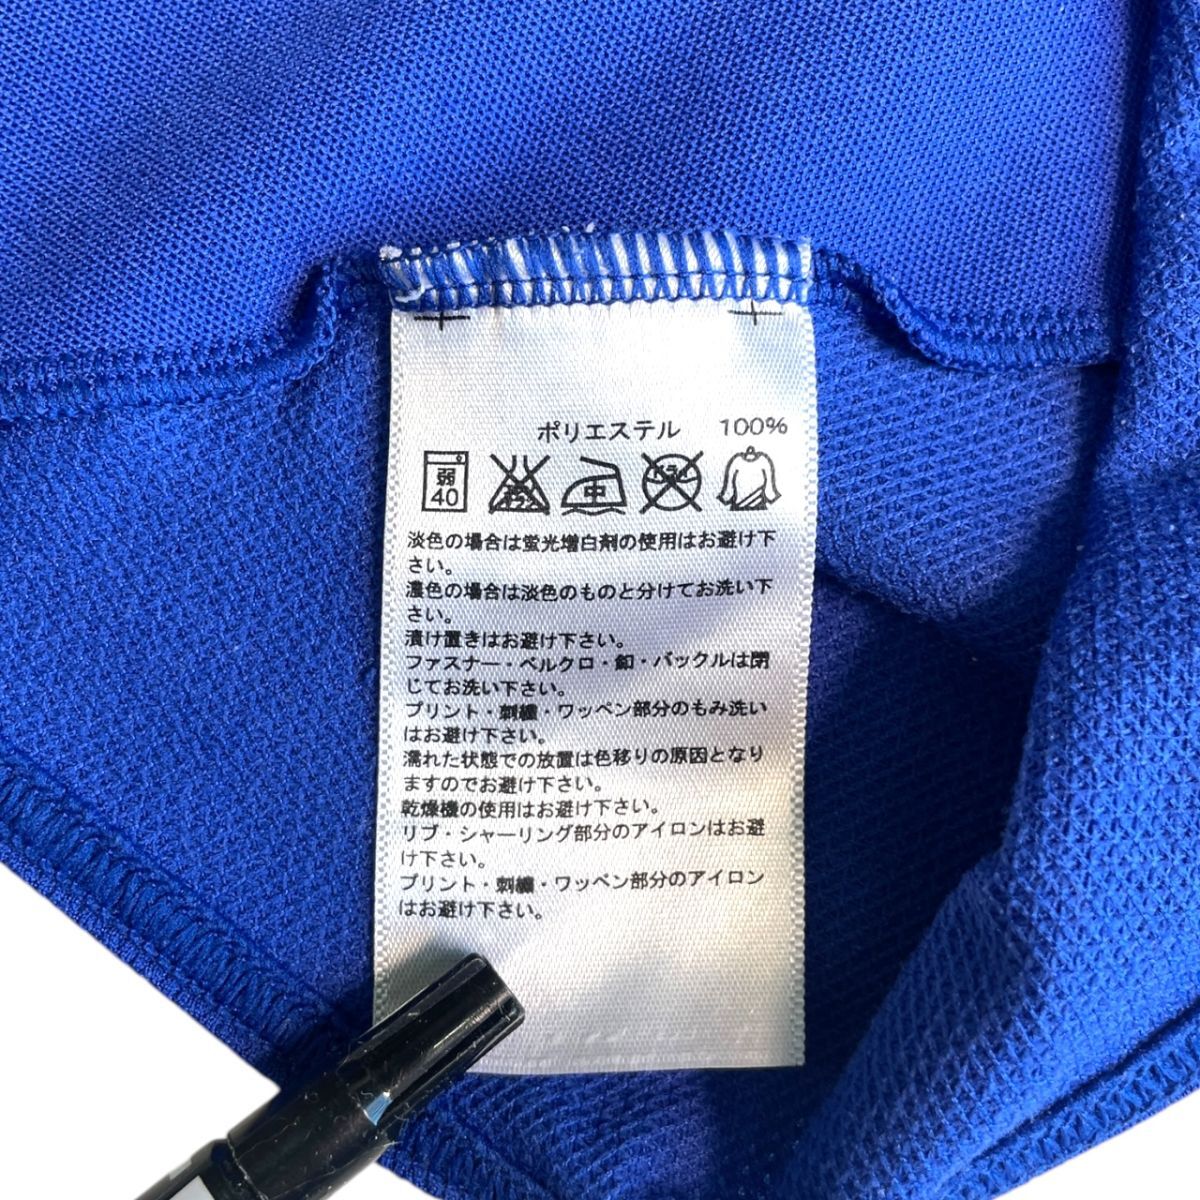 ポリエステル 100%
弱 40 エンソサラシ 中 ドライ
淡色の場合は蛍光増白剤の使用はお避け下
さい。
濃色の場合は淡色のものと分けてお洗い下
さい。
漬け置きはお避け下さい。
ファスナー・ベルクロ・釦・バックルは閉
じてお洗い下さい。
プリント・刺繍・ワッペン部分のもみ洗い
はお避け下さい。
濡れた状態での放置は色移りの原因となり
ますのでお避け下さい。
乾燥機の使用はお避け下さい。
リブ・シャーリング部分のアイロンはお避
け下さい。
プリント・刺繍・ワッペン部分のアイロン
はお避け下さい。